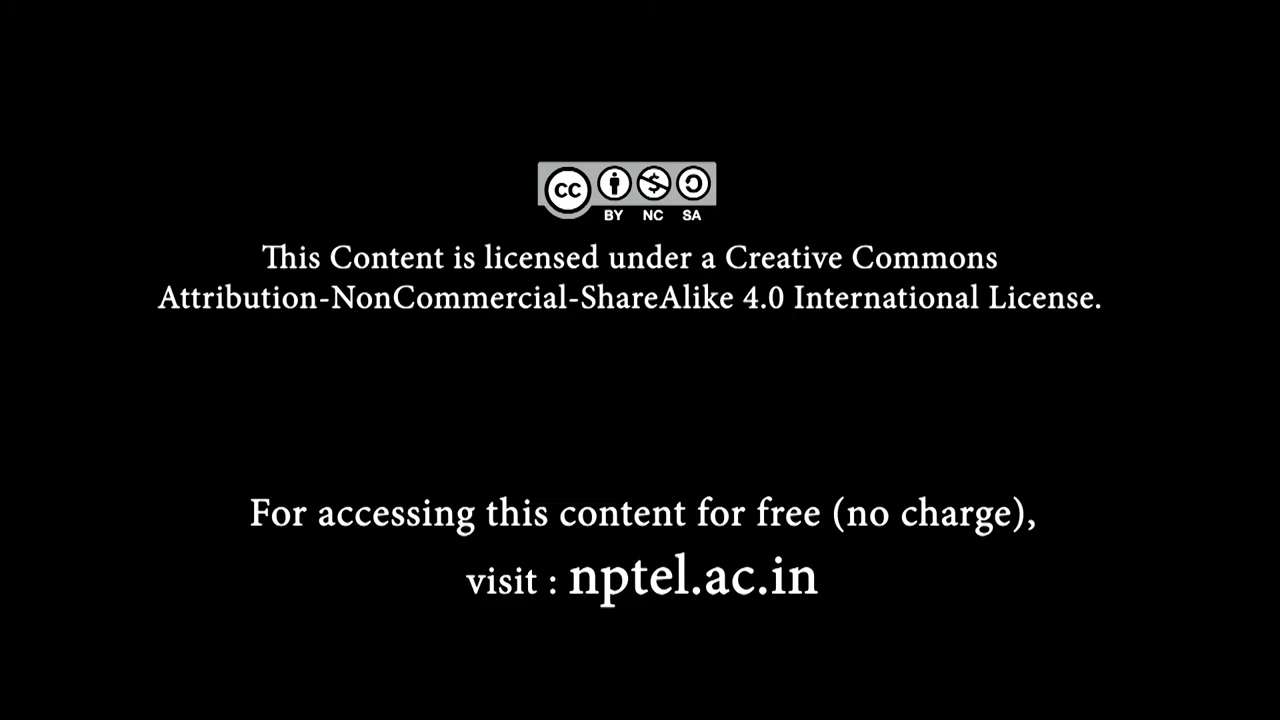 cc
BY NC SA
This Content is licensed under a Creative Commons
Attribution-NonCommercial-ShareAlike 4.0 International License.
For accessing this content for free (no charge),
visit : nptel.ac.in